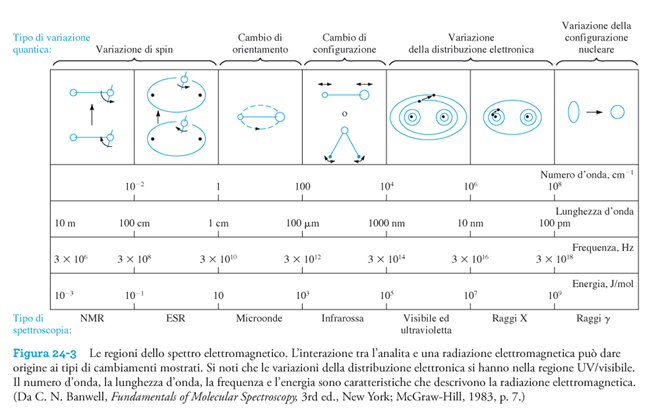 Tipo di variazione quantica:
Variazione di spin
Cambio di orientamento
Cambio di configurazione
Variazione della distribuzione elettronica
Variazione della configurazione nucleare
o
Numero d'onda, cm⁻¹
10⁻² 1 100 10⁴ 10⁶ 10⁸
Lunghezza d'onda
10 m 100 cm 1 cm 100 μm 1000 nm 10 nm 100 pm
Frequenza, Hz
3 × 10⁶ 3 × 10⁸ 3 × 10¹⁰ 3 × 10¹² 3 × 10¹⁴ 3 × 10¹⁶ 3 × 10¹⁸
Energia, J/mol
10⁻³ 10⁻¹ 10 10³ 10⁵ 10⁷ 10⁹
Tipo di spettroscopia:
NMR ESR Microonde Infrarossa Visibile ed ultravioletta Raggi X Raggi γ
Figura 24-3 Le regioni dello spettro elettromagnetico. L'interazione tra l'analita e una radiazione elettromagnetica può dare
origine ai tipi di cambiamenti mostrati. Si noti che le variazioni della distribuzione elettronica si hanno nella regione UV/visibile.
Il numero d'onda, la lunghezza d'onda, la frequenza e l'energia sono caratteristiche che descrivono la radiazione elettromagnetica.
(Da C. N. Banwell, Fundamentals of Molecular Spectroscopy, 3rd ed., New York; McGraw-Hill, 1983, p. 7.)